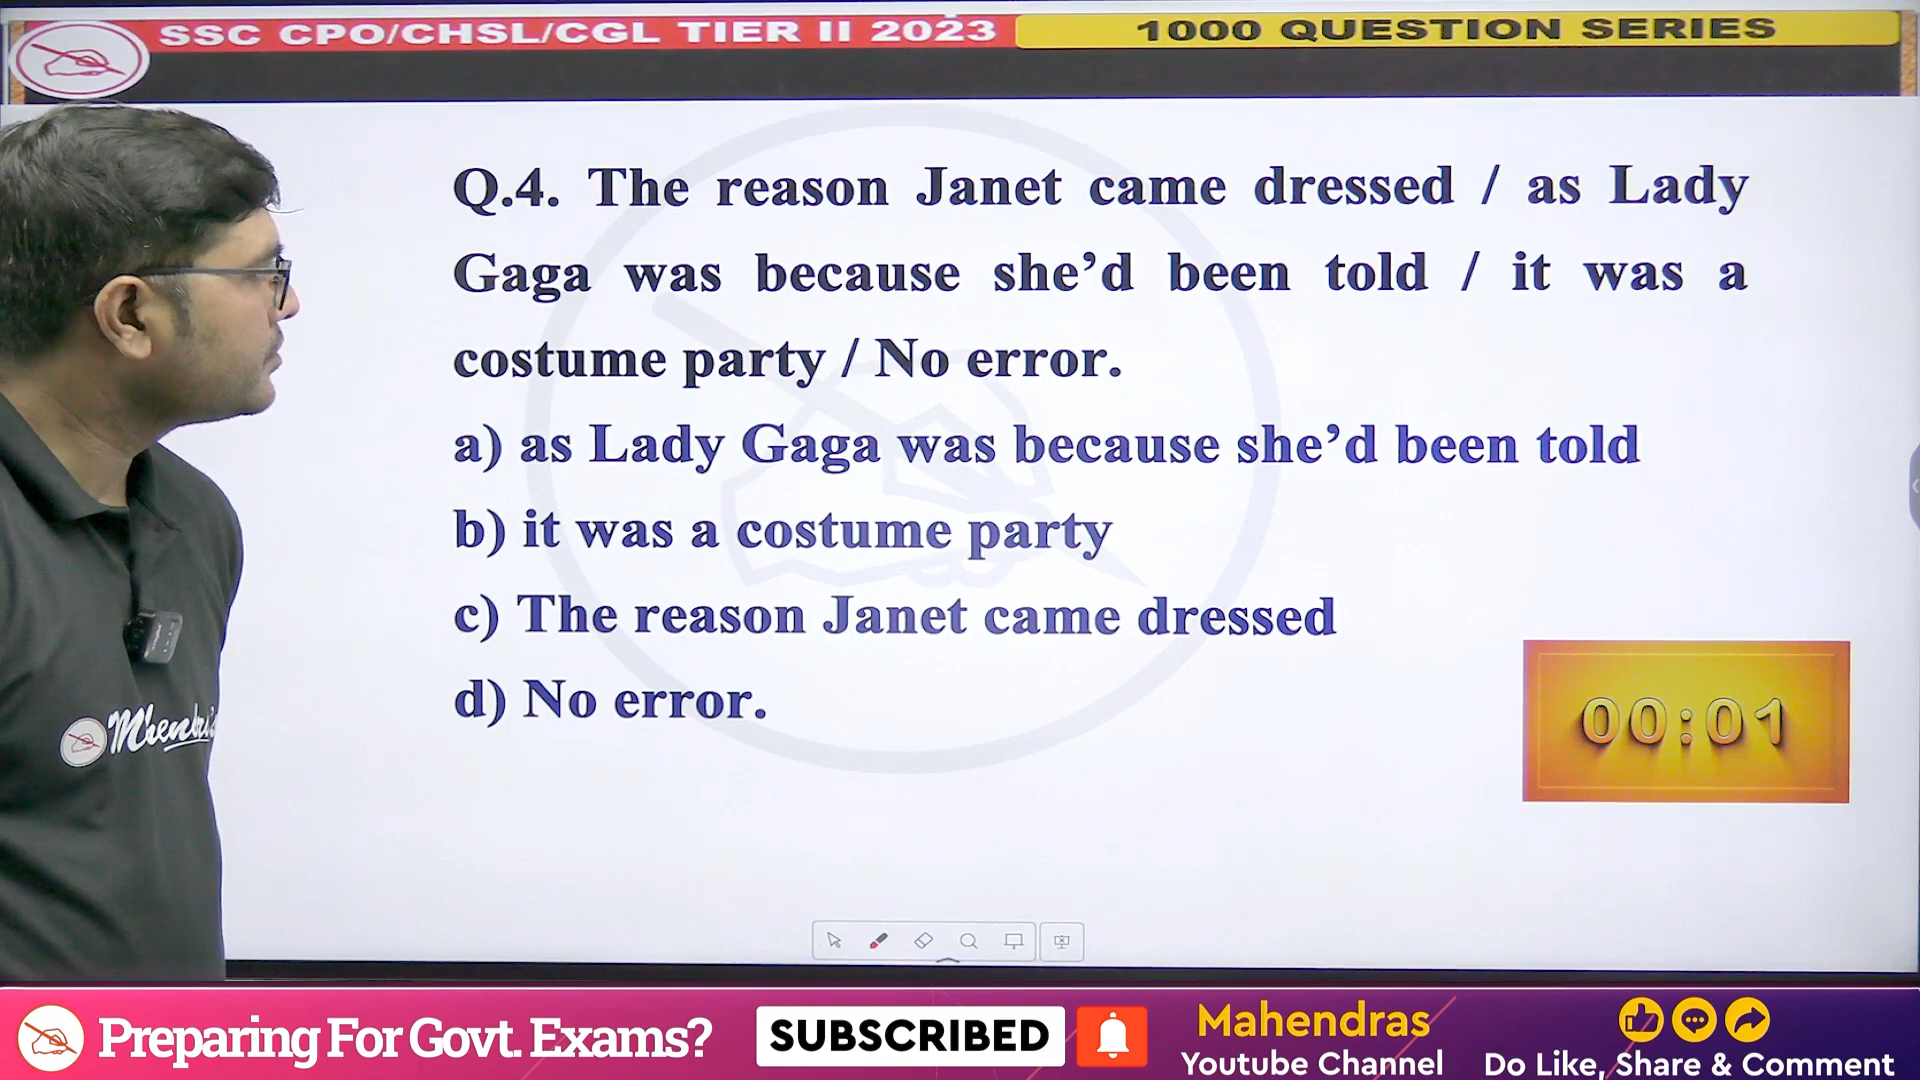 SSC CPO/CHSL/CGL TIER II 2023 1000 QUESTION SERIES
Q.4. The reason Janet came dressed / as Lady
Gaga was because she’d been told / it was a
costume party / No error.
a) as Lady Gaga was because she’d been told
b) it was a costume party
c) The reason Janet came dressed
d) No error.
00:01
Preparing For Govt. Exams?
SUBSCRIBED
Mahendras
Youtube Channel
Do Like, Share & Comment